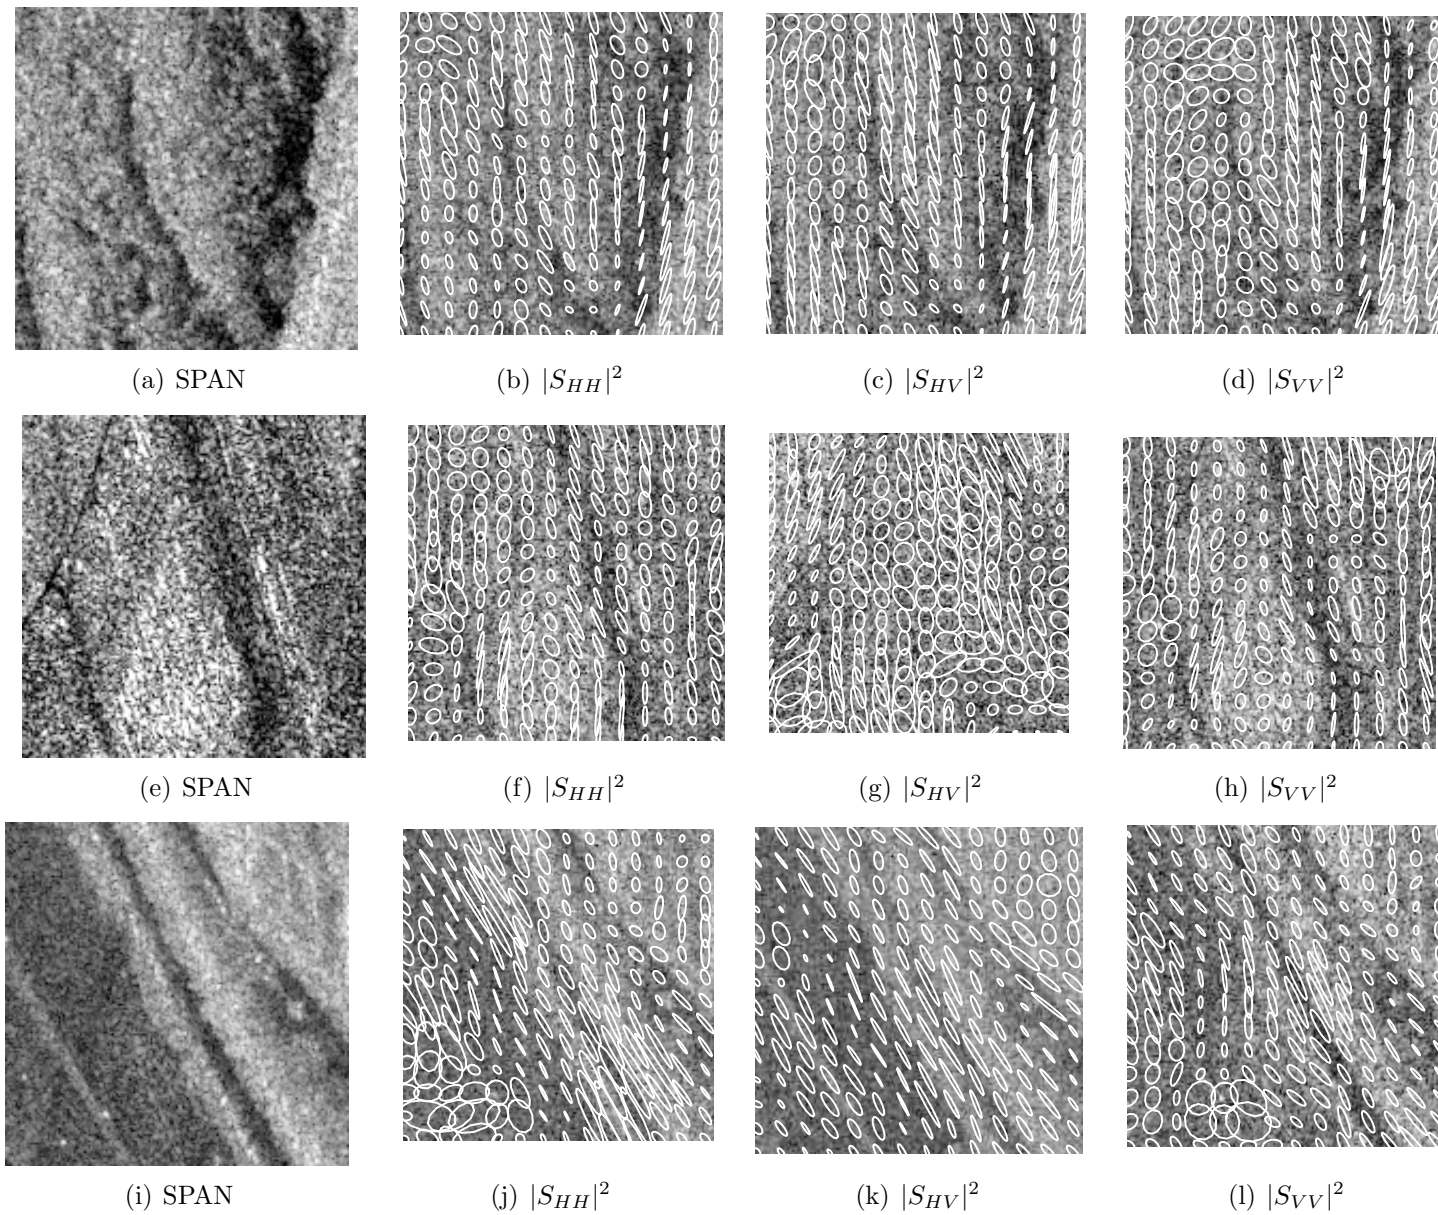 (a) SPAN
(b) |S_{HH}|^2
(c) |S_{HV}|^2
(d) |S_{VV}|^2
(e) SPAN
(f) |S_{HH}|^2
(g) |S_{HV}|^2
(h) |S_{VV}|^2
(i) SPAN
(j) |S_{HH}|^2
(k) |S_{HV}|^2
(l) |S_{VV}|^2